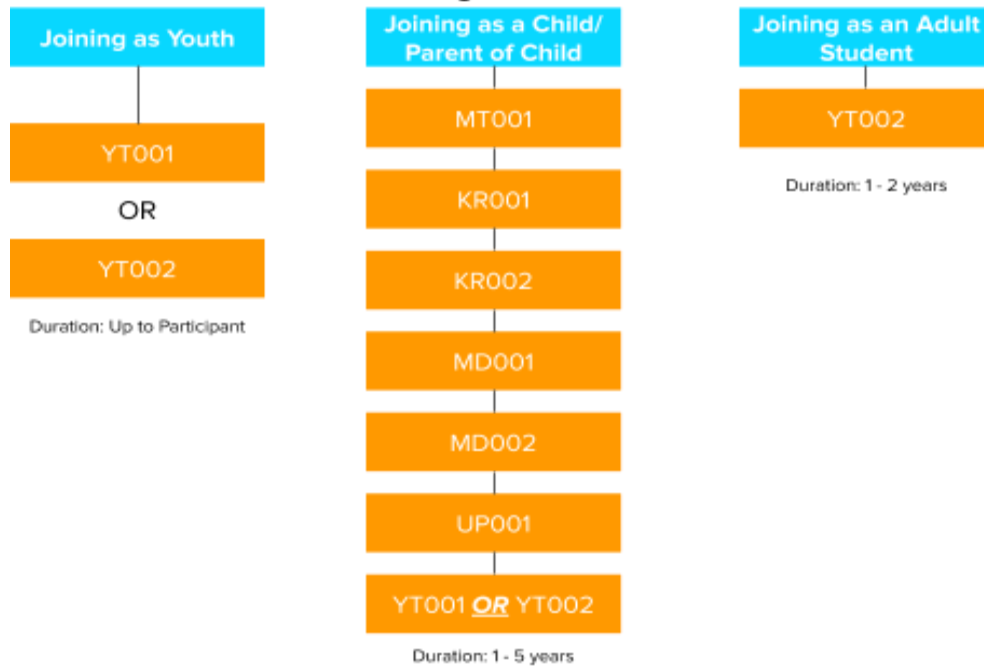 Joining as Youth
YT001
OR
YT002
Duration: Up to Participant
Joining as a Child/
Parent of Child
MT001
KR001
KR002
MD001
MD002
UP001
YT001 OR YT002
Duration: 1 - 5 years
Joining as an Adult
Student
YT002
Duration: 1 - 2 years